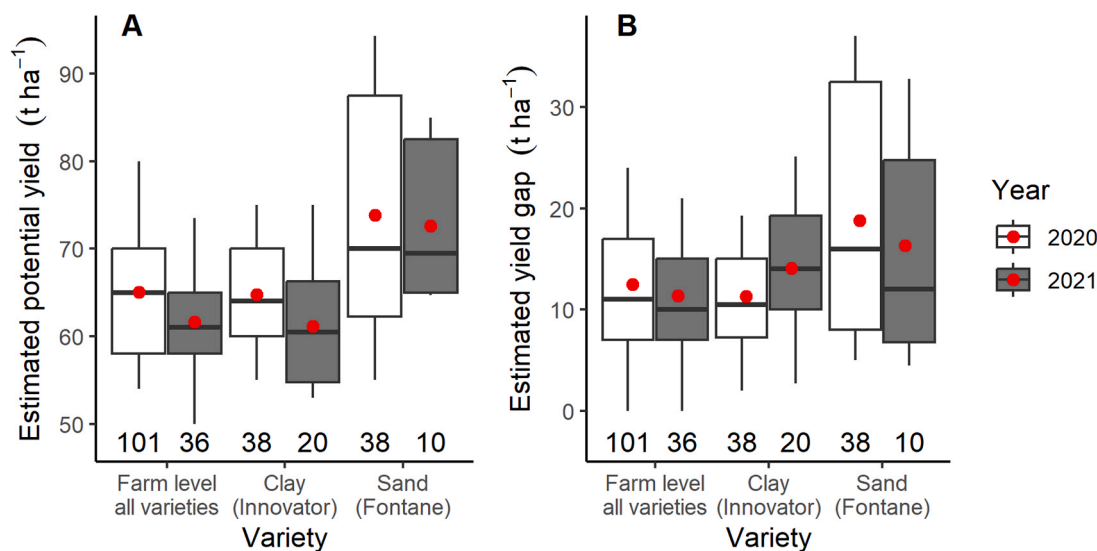 A
Estimated potential yield (t ha⁻¹)
90
80
70
60
50
101 36 38 20 38 10
Farm level
all varieties
Clay
(Innovator)
Sand
(Fontane)
Variety
B
Estimated yield gap (t ha⁻¹)
30
20
10
0
101 36 38 20 38 10
Farm level
all varieties
Clay
(Innovator)
Sand
(Fontane)
Variety
Year
2020
2021